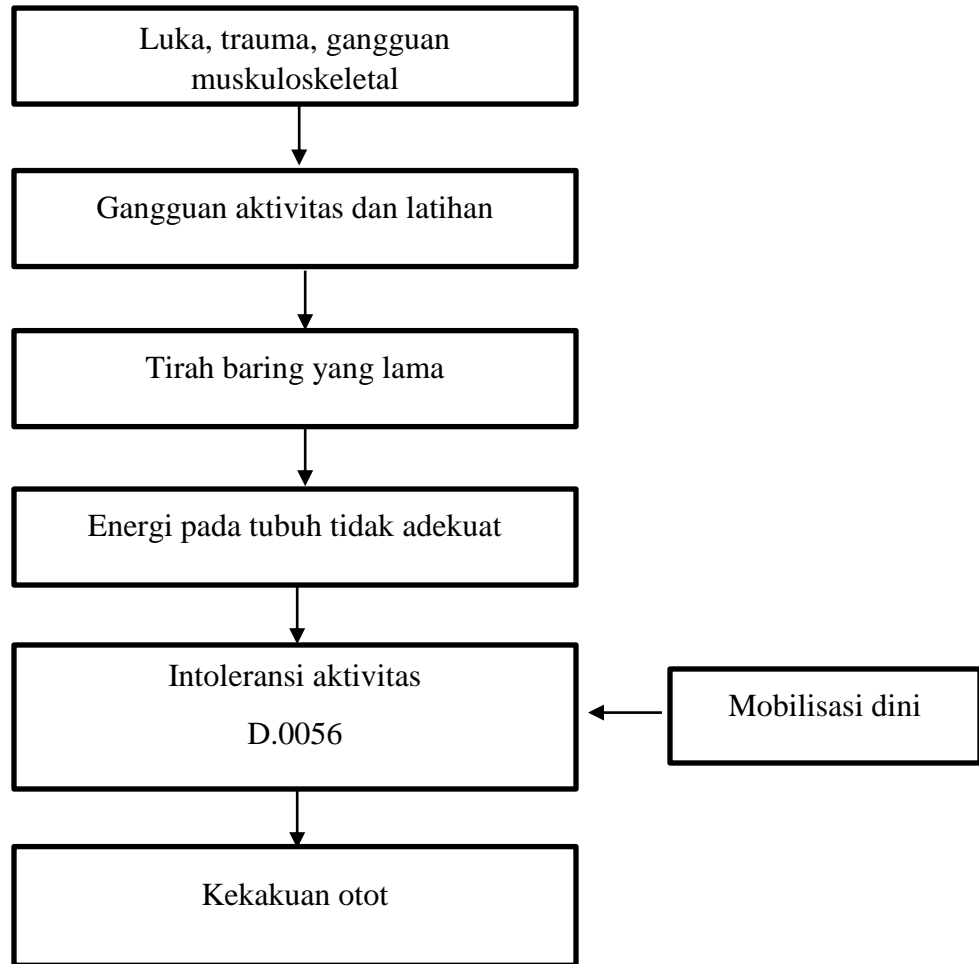 Luka, trauma, gangguan
muskuloskeletal
Gangguan aktivitas dan latihan
Tirah baring yang lama
Energi pada tubuh tidak adekuat
Intoleransi aktivitas
D.0056
Mobilisasi dini
Kekakuan otot